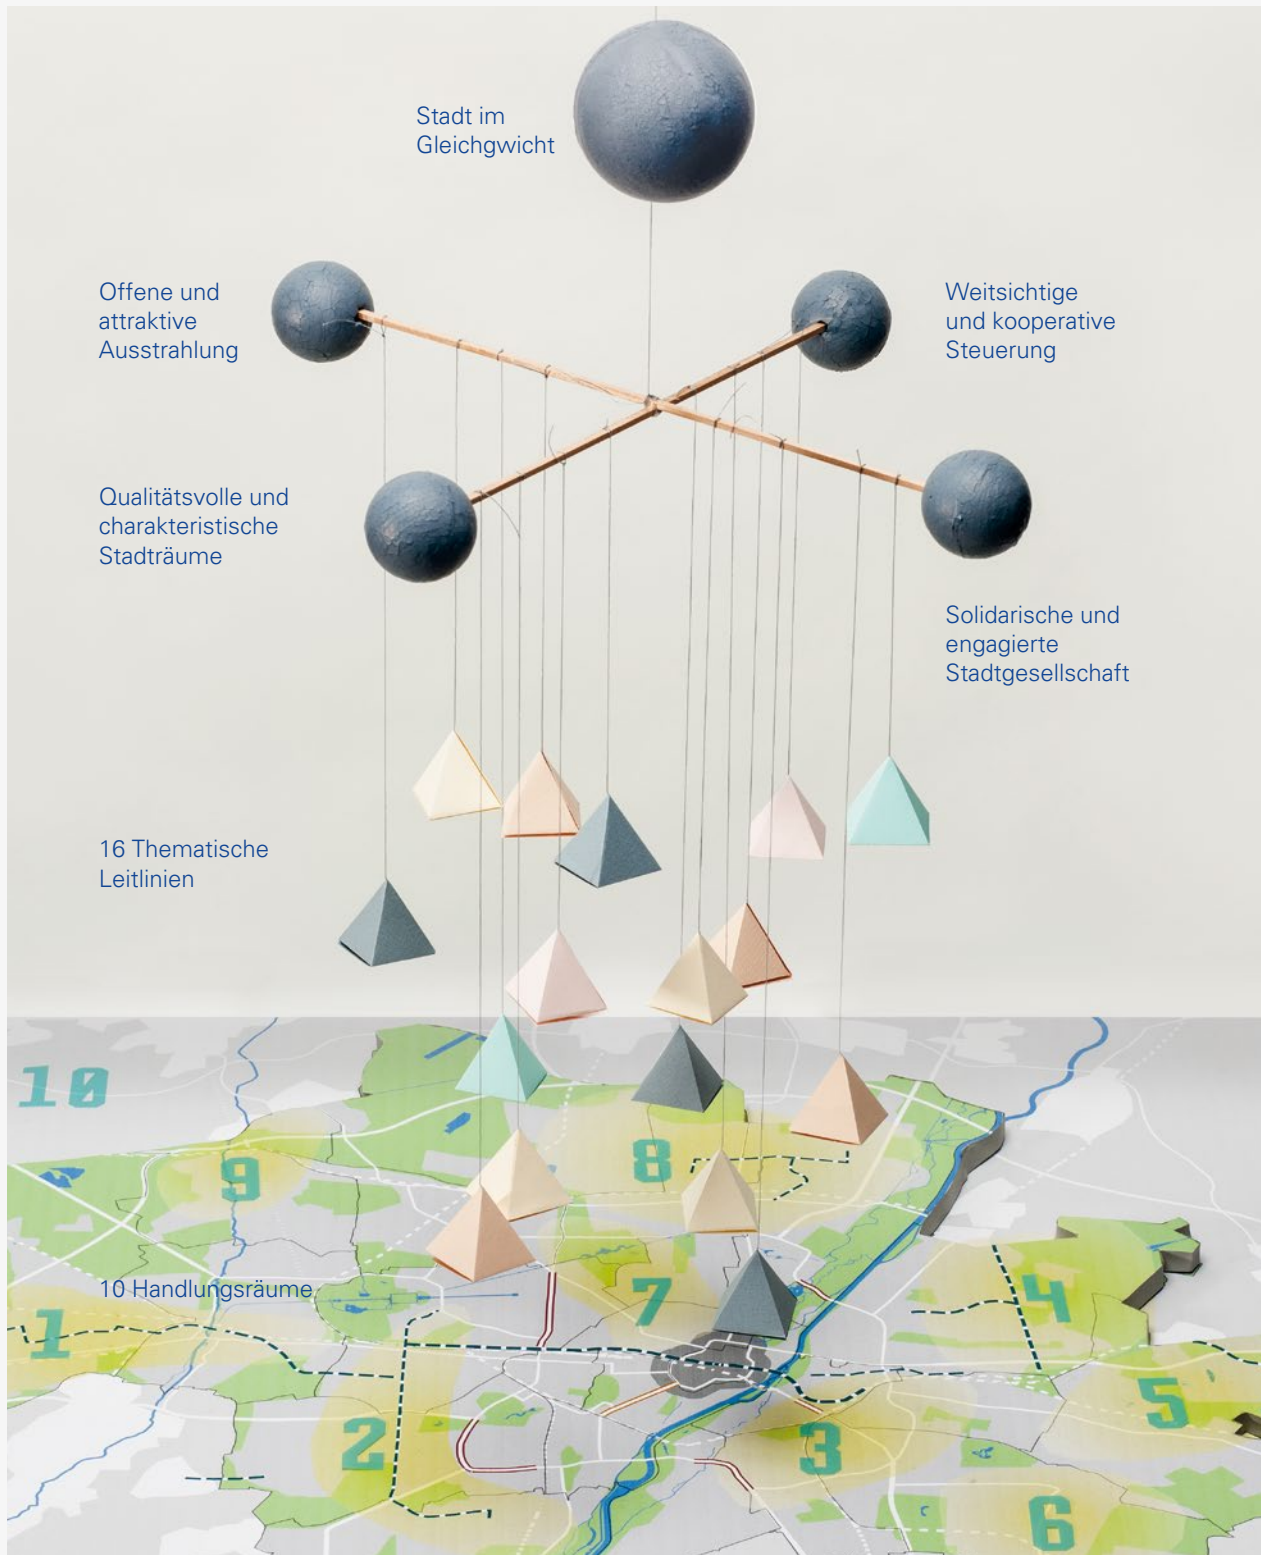 Stadt im
Gleichgwicht
Offene und
attraktive
Ausstrahlung
Weitsichtige
und kooperative
Steuerung
Qualitätsvolle und
charakteristische
Stadträume
Solidarische und
engagierte
Stadtgesellschaft
16 Thematische
Leitlinien
10
9
8
10 Handlungsräume
7
4
1
5
2
3
6